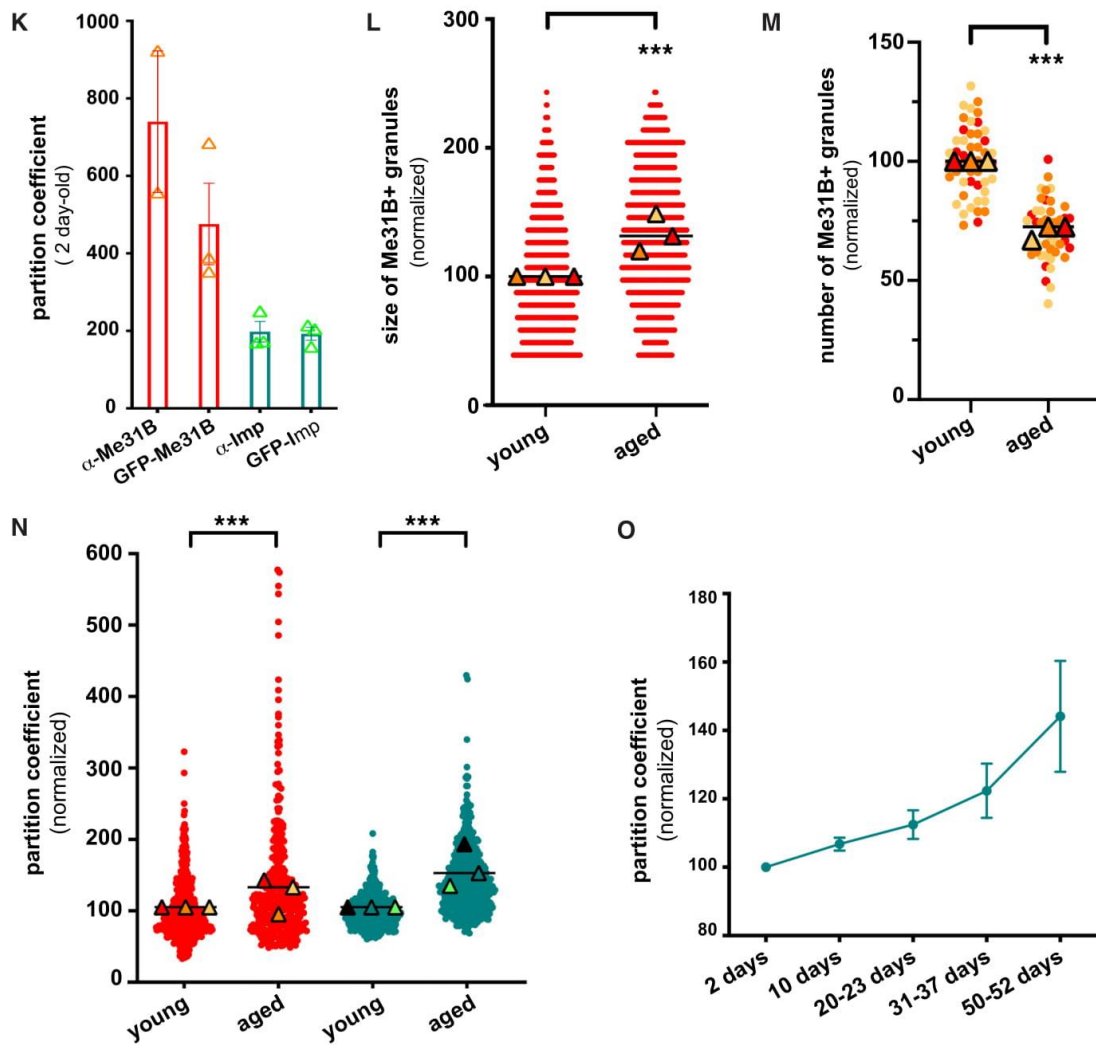 K
partition coefficient
( 2 day-old)
1000
800
600
400
200
0
α-Me31B
GFP-Me31B
α-Imp
GFP-Imp
L
size of Me31B+ granules
(normalized)
300
200
100
0
***
young
aged
M
number of Me31B+ granules
(normalized)
150
100
50
0
***
young
aged
N
partition coefficient
(normalized)
600
500
400
300
200
100
0
***
***
young
aged
young
aged
O
partition coefficient
(normalized)
180
160
140
120
100
80
2 days
10 days
20-23 days
31-37 days
50-52 days